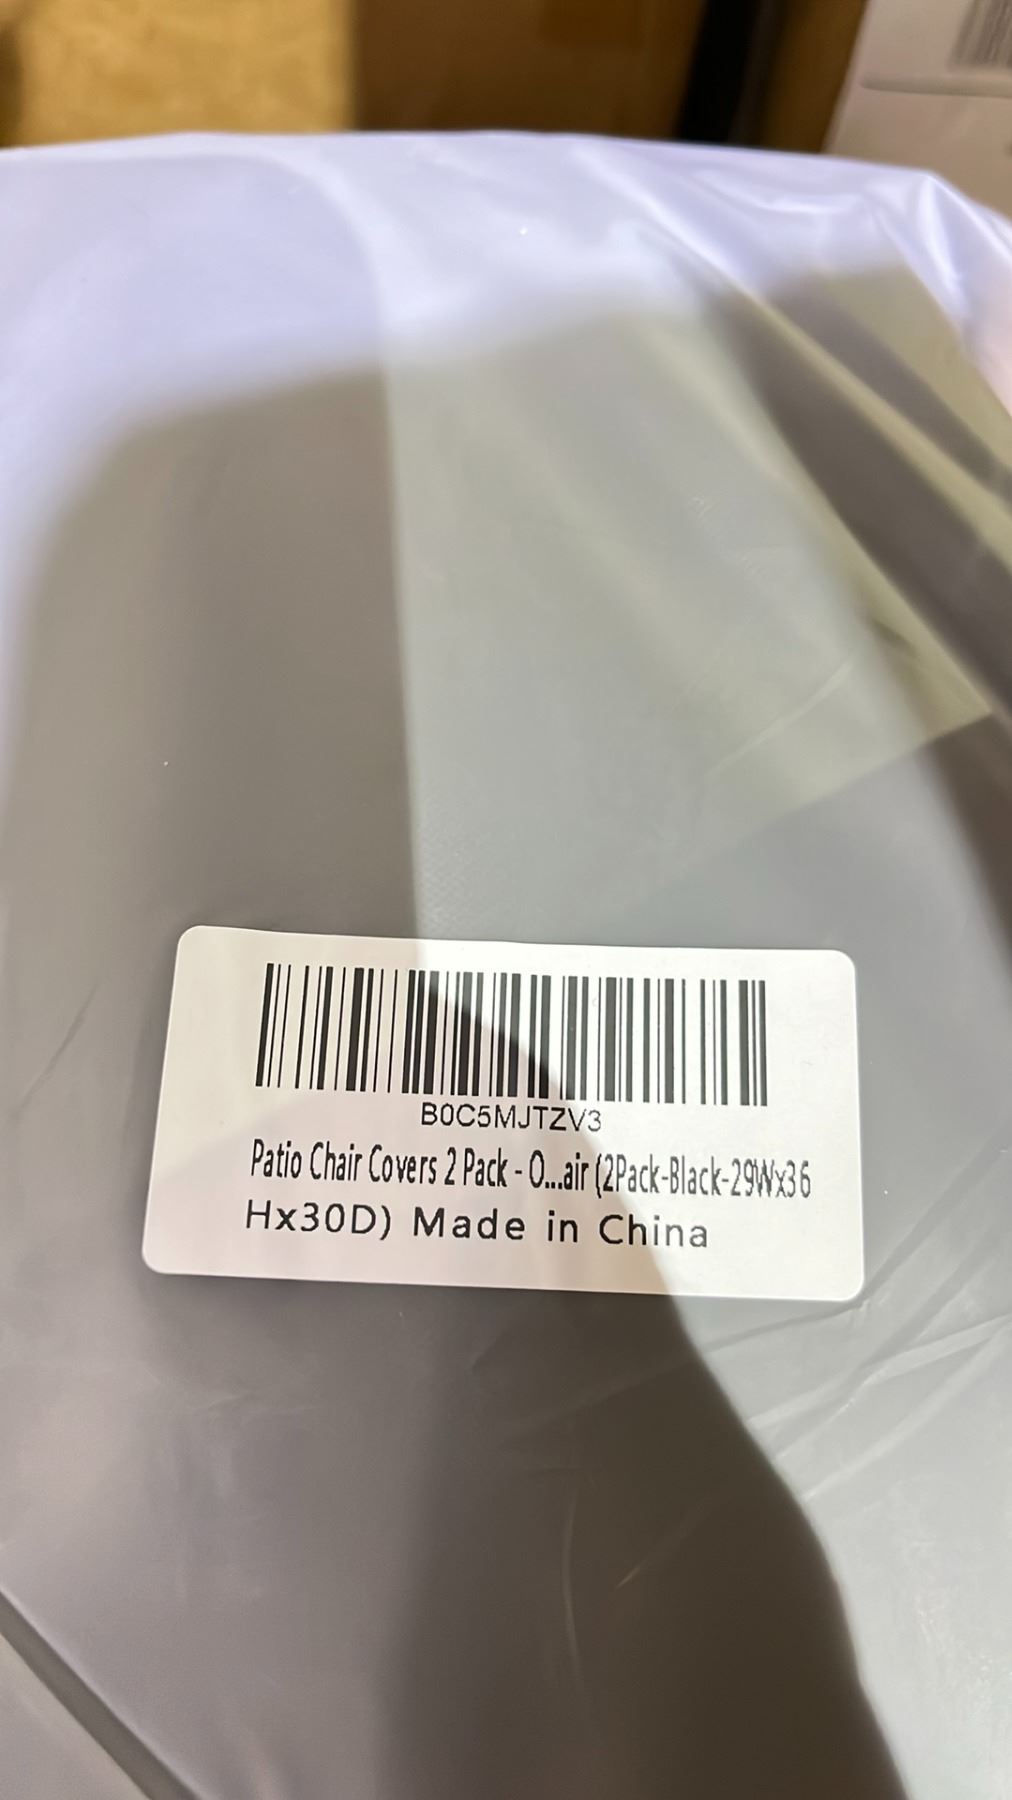 B0C5MJTZV3
Patio Chair Covers 2 Pack - O...air (2Pack-Black-29Wx36
Hx30D) Made in China